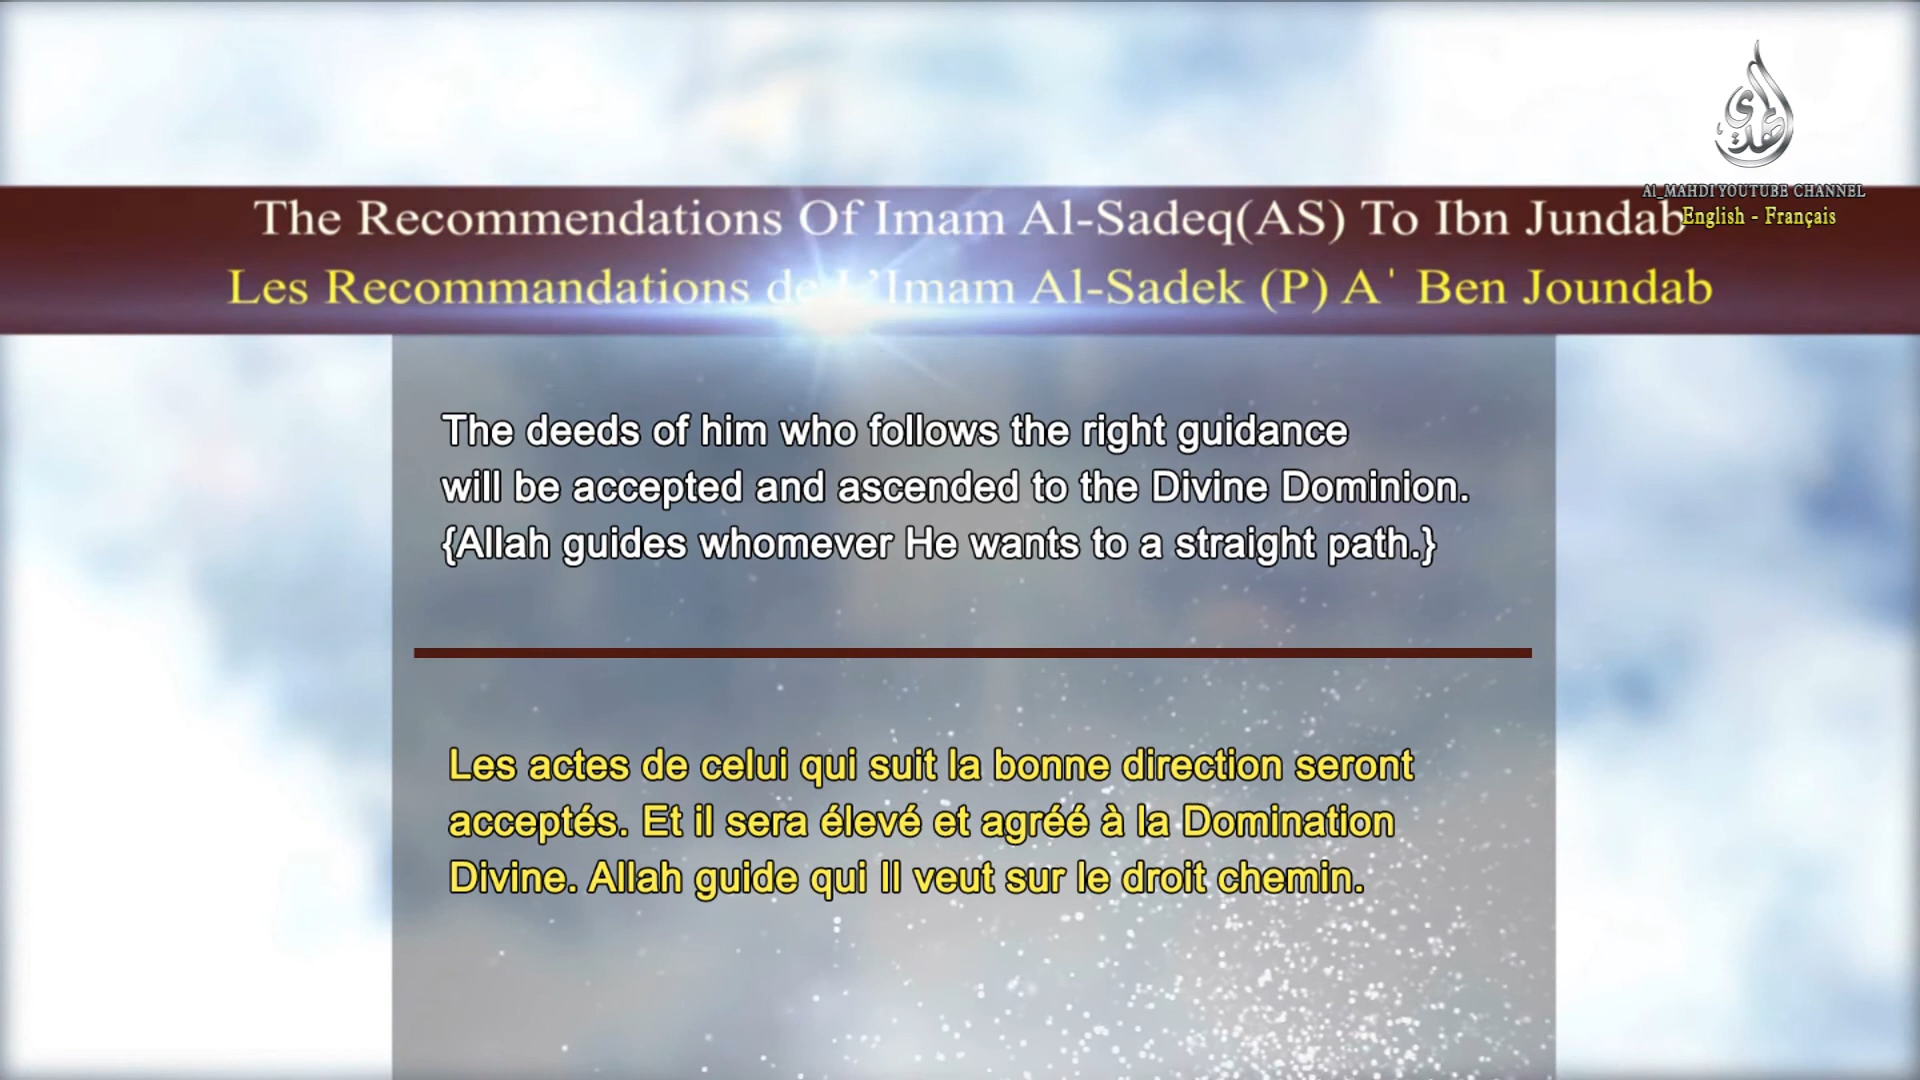 المهدي
Al_MAHDI YOUTUBE CHANNEL
English - Français
The Recommendations Of Imam Al-Sadeq(AS) To Ibn Jundab
Les Recommandations de L'Imam Al-Sadek (P) A' Ben Joundab
The deeds of him who follows the right guidance
will be accepted and ascended to the Divine Dominion.
{Allah guides whomever He wants to a straight path.}
Les actes de celui qui suit la bonne direction seront
acceptés. Et il sera élevé et agréé à la Domination
Divine. Allah guide qui Il veut sur le droit chemin.